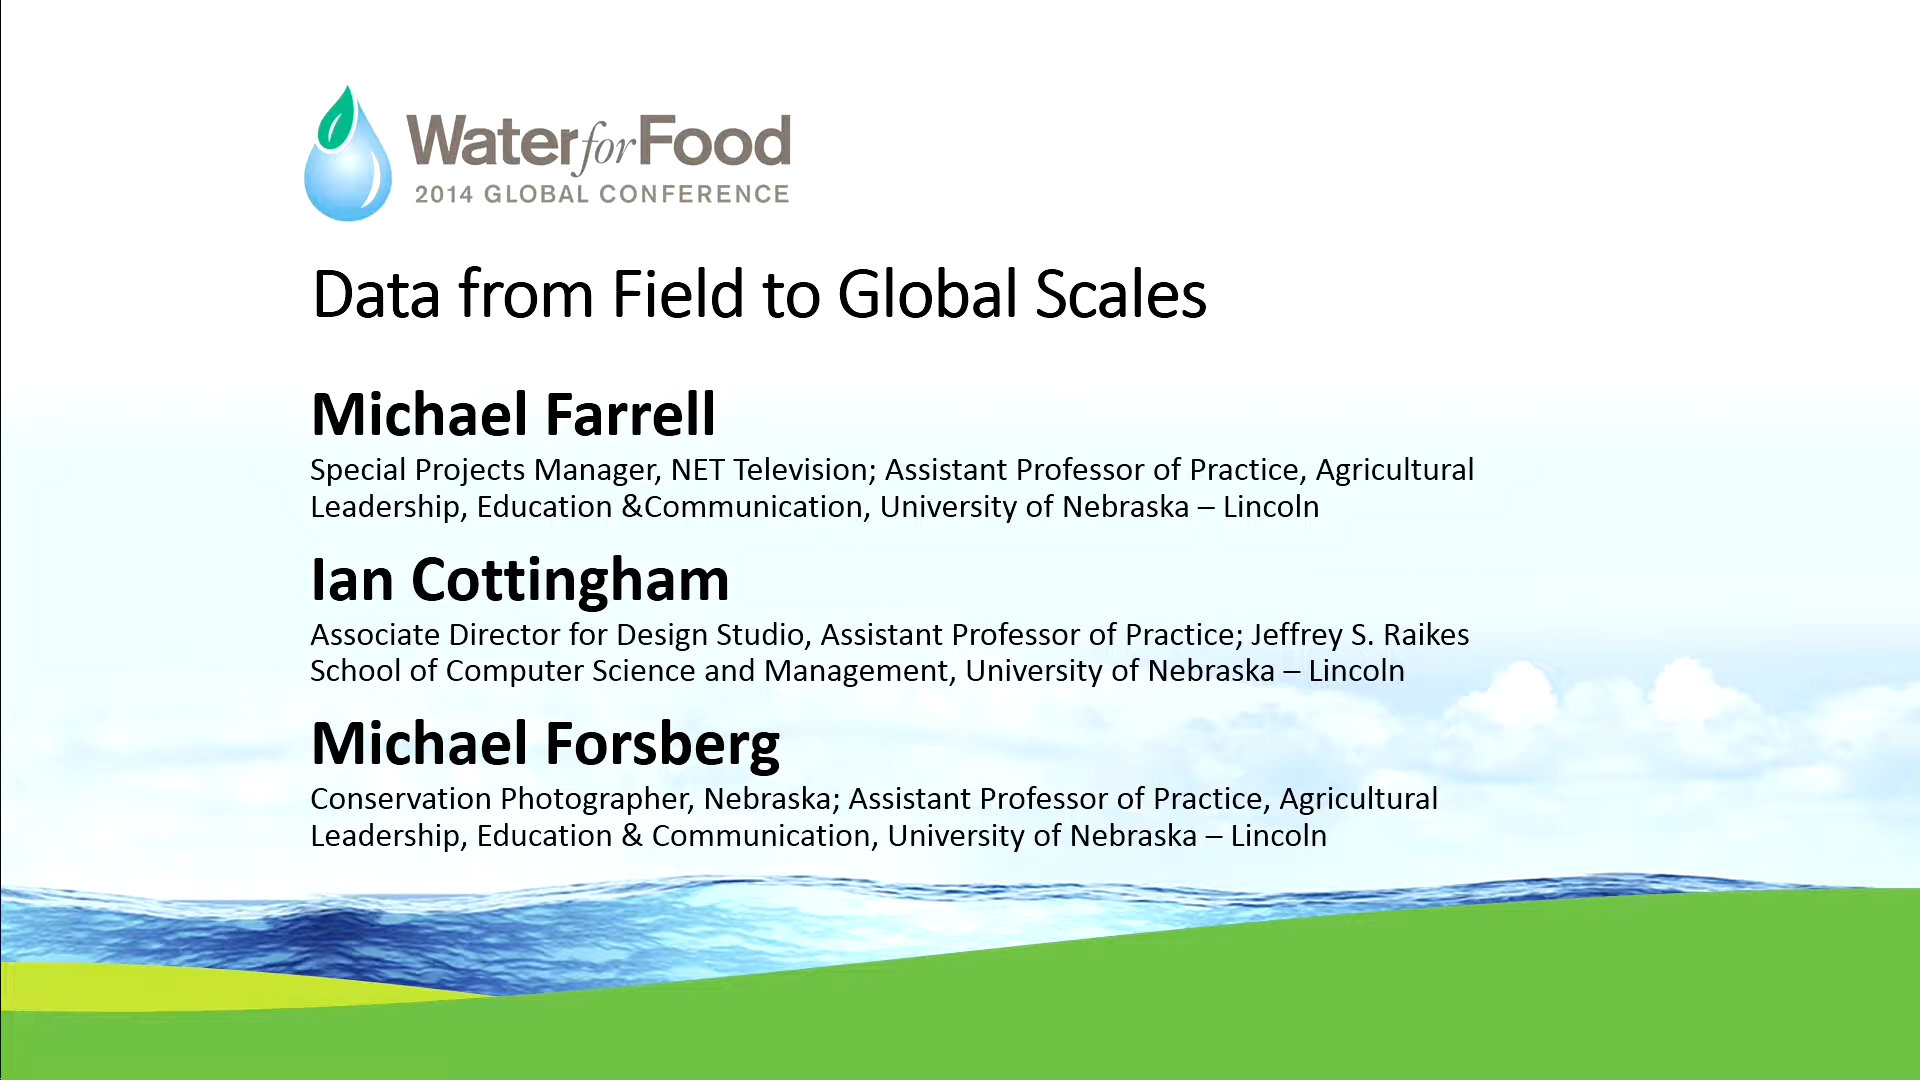 Water for Food
2014 GLOBAL CONFERENCE
Data from Field to Global Scales
Michael Farrell
Special Projects Manager, NET Television; Assistant Professor of Practice, Agricultural
Leadership, Education &Communication, University of Nebraska – Lincoln
Ian Cottingham
Associate Director for Design Studio, Assistant Professor of Practice; Jeffrey S. Raikes
School of Computer Science and Management, University of Nebraska – Lincoln
Michael Forsberg
Conservation Photographer, Nebraska; Assistant Professor of Practice, Agricultural
Leadership, Education & Communication, University of Nebraska – Lincoln